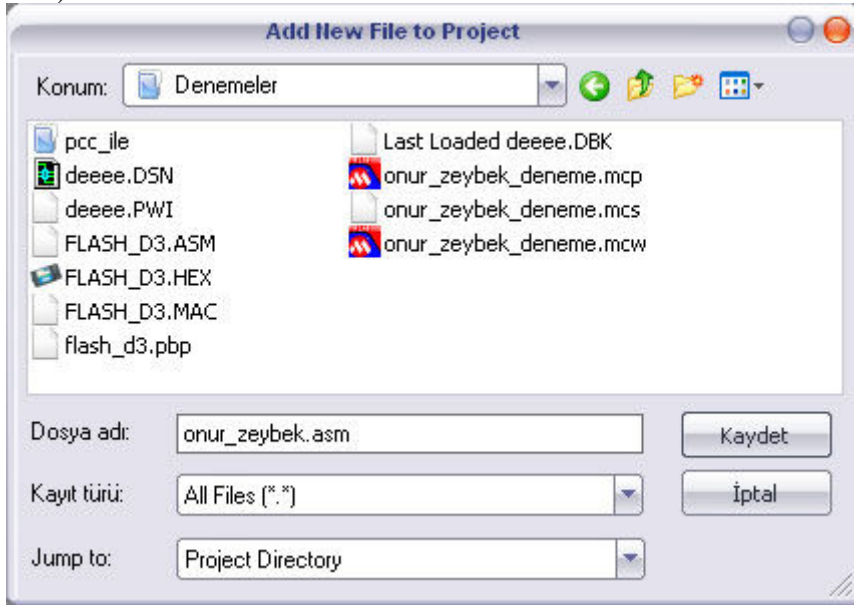 Add New File to Project
Konum: Denemeler
pcc_ile
deeee.DSN
deeee.PWI
FLASH_D3.ASM
FLASH_D3.HEX
FLASH_D3.MAC
flash_d3.pbp
Last Loaded deeee.DBK
onur_zeybek_deneme.mcp
onur_zeybek_deneme.mcs
onur_zeybek_deneme.mcw
Dosya adı: onur_zeybek.asm Kaydet
Kayıt türü: All Files (*.*) İptal
Jump to: Project Directory